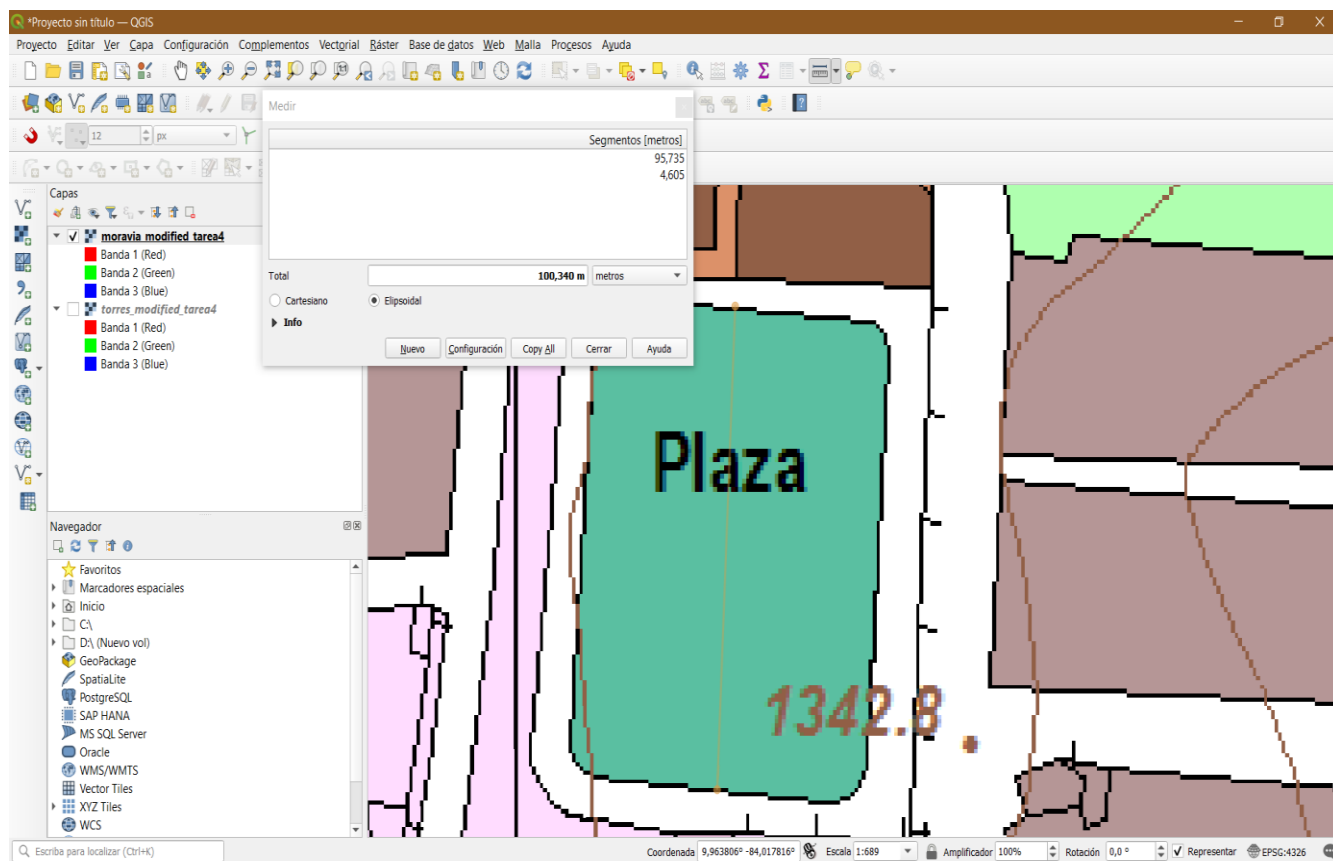 *Proyecto sin título — QGIS
Proyecto Editar Ver Capa Configuración Complementos Vectorial Ráster Base de datos Web Malla Procesos Ayuda
12 px
Medir
Segmentos [metros]
95,735
4,605
Total 100,340 m metros
Cartesiano Elipsoidal
Info
Nuevo Configuración Copy All Cerrar Ayuda
Capas
moravia_modified_tarea4
Banda 1 (Red)
Banda 2 (Green)
Banda 3 (Blue)
torres_modified_tarea4
Banda 1 (Red)
Banda 2 (Green)
Banda 3 (Blue)
Navegador
Favoritos
Marcadores espaciales
Inicio
C:\
D:\ (Nuevo vol)
GeoPackage
SpatiaLite
PostgreSQL
SAP HANA
MS SQL Server
Oracle
WMS/WMTS
Vector Tiles
XYZ Tiles
WCS
Plaza
1342.8
Escriba para localizar (Ctrl+K)
Coordenada 9,963806° -84,017816° Escala 1:689 Amplificador 100% Rotación 0,0 ° Representar EPSG:4326